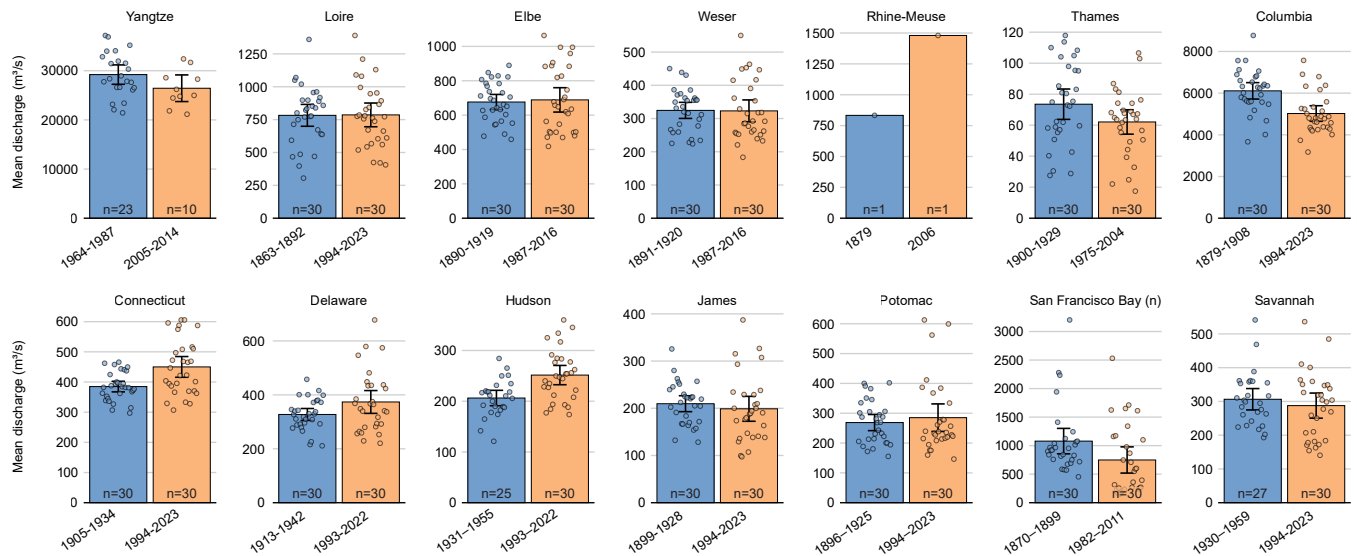 Yangtze
Loire
Elbe
Weser
Rhine-Meuse
Thames
Columbia
Mean discharge (m³/s)
30000
20000
10000
0
n=23
n=10
1964-1987
2005-2014
1250
1000
750
500
250
0
n=30
n=30
1863-1892
1994-2023
1000
800
600
400
200
0
n=30
n=30
1890-1919
1987-2016
500
400
300
200
100
0
n=30
n=30
1891-1920
1987-2016
1500
1000
500
0
n=1
n=1
1879
2006
120
100
80
60
40
20
0
n=30
n=30
1900-1929
1975-2004
8000
6000
4000
2000
0
n=30
n=30
1879-1908
1994-2023
Connecticut
Delaware
Hudson
James
Potomac
San Francisco Bay (n)
Savannah
Mean discharge (m³/s)
600
500
400
300
200
100
0
n=30
n=30
1905-1934
1994-2023
600
400
200
0
n=30
n=30
1913-1942
1993-2022
300
200
100
0
n=25
n=30
1931–1955
1993–2022
400
300
200
100
0
n=30
n=30
1899-1928
1994-2023
600
500
400
300
200
100
0
n=30
n=30
1896–1925
1994–2023
3000
2500
2000
1500
1000
500
0
n=30
n=30
1870–1899
1982–2011
500
400
300
200
100
0
n=27
n=30
1930–1959
1994-2023